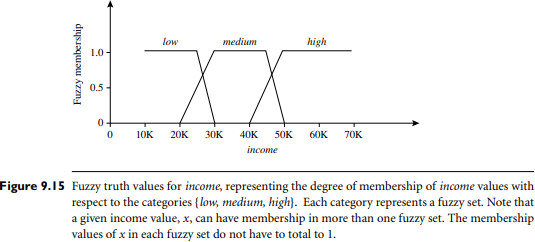 low medium high
Fuzzy membership
1.0
0.5
0
0 10K 20K 30K 40K 50K 60K 70K
income
Figure 9.15 Fuzzy truth values for income, representing the degree of membership of income values with
respect to the categories {low, medium, high}. Each category represents a fuzzy set. Note that
a given income value, x, can have membership in more than one fuzzy set. The membership
values of x in each fuzzy set do not have to total to 1.